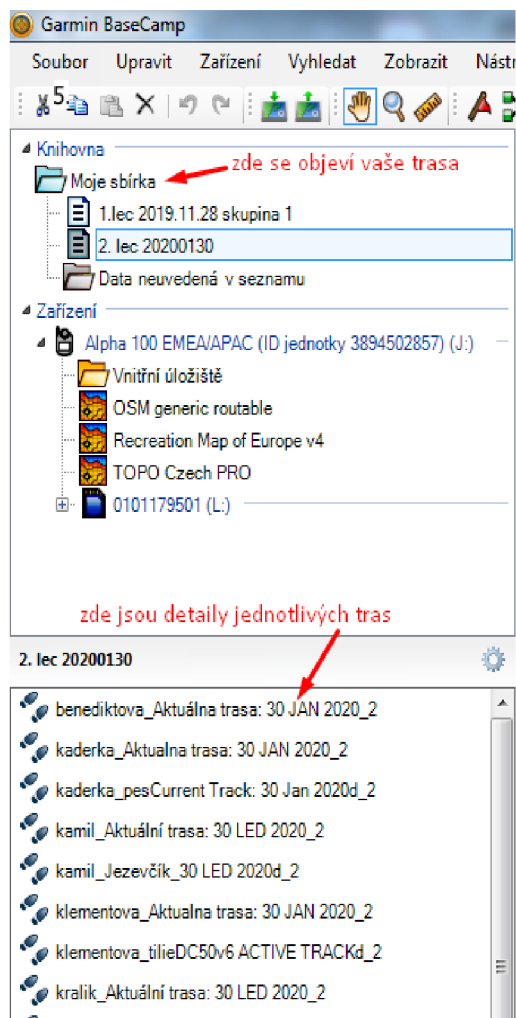 Garmin BaseCamp
Soubor Upravit Zařízení Vyhledat Zobrazit Nástr
5.
Knihovna
zde se objeví vaše trasa
Moje sbírka
1.lec 2019.11.28 skupina 1
2. lec 20200130
Data neuvedená v seznamu
Zařízení
Alpha 100 EMEA/APAC (ID jednotky 3894502857) (J:)
Vnitřní úložiště
OSM generic routable
Recreation Map of Europe v4
TOPO Czech PRO
0101179501 (L:)
zde jsou detaily jednotlivých tras
2. lec 20200130
benediktova_Aktuálna trasa: 30 JAN 2020_2
kaderka_Aktualna trasa: 30 JAN 2020_2
kaderka_pesCurrent Track: 30 Jan 2020d_2
kamil_Aktuální trasa: 30 LED 2020_2
kamil_Jezevčík_30 LED 2020d_2
klementova_Aktualna trasa: 30 JAN 2020_2
klementova_tilieDC50v6 ACTIVE TRACKd_2
kralik_Aktuální trasa: 30 LED 2020_2